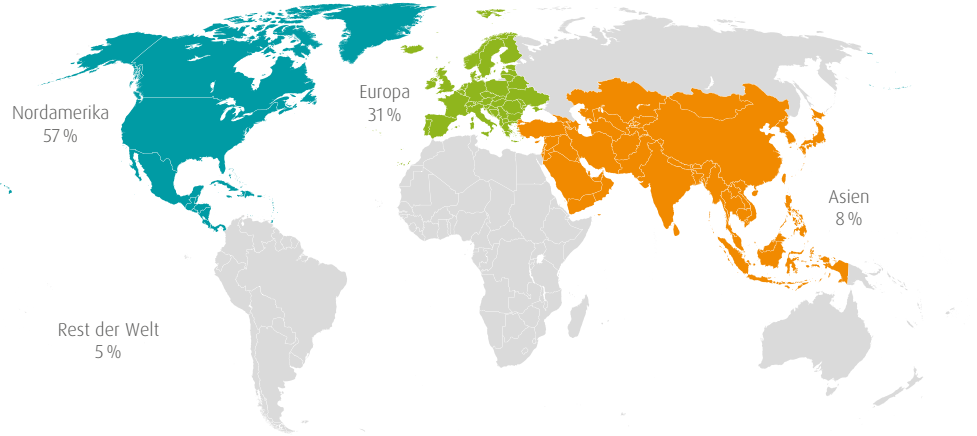 Nordamerika
57 %
Europa
31 %
Asien
8 %
Rest der Welt
5 %